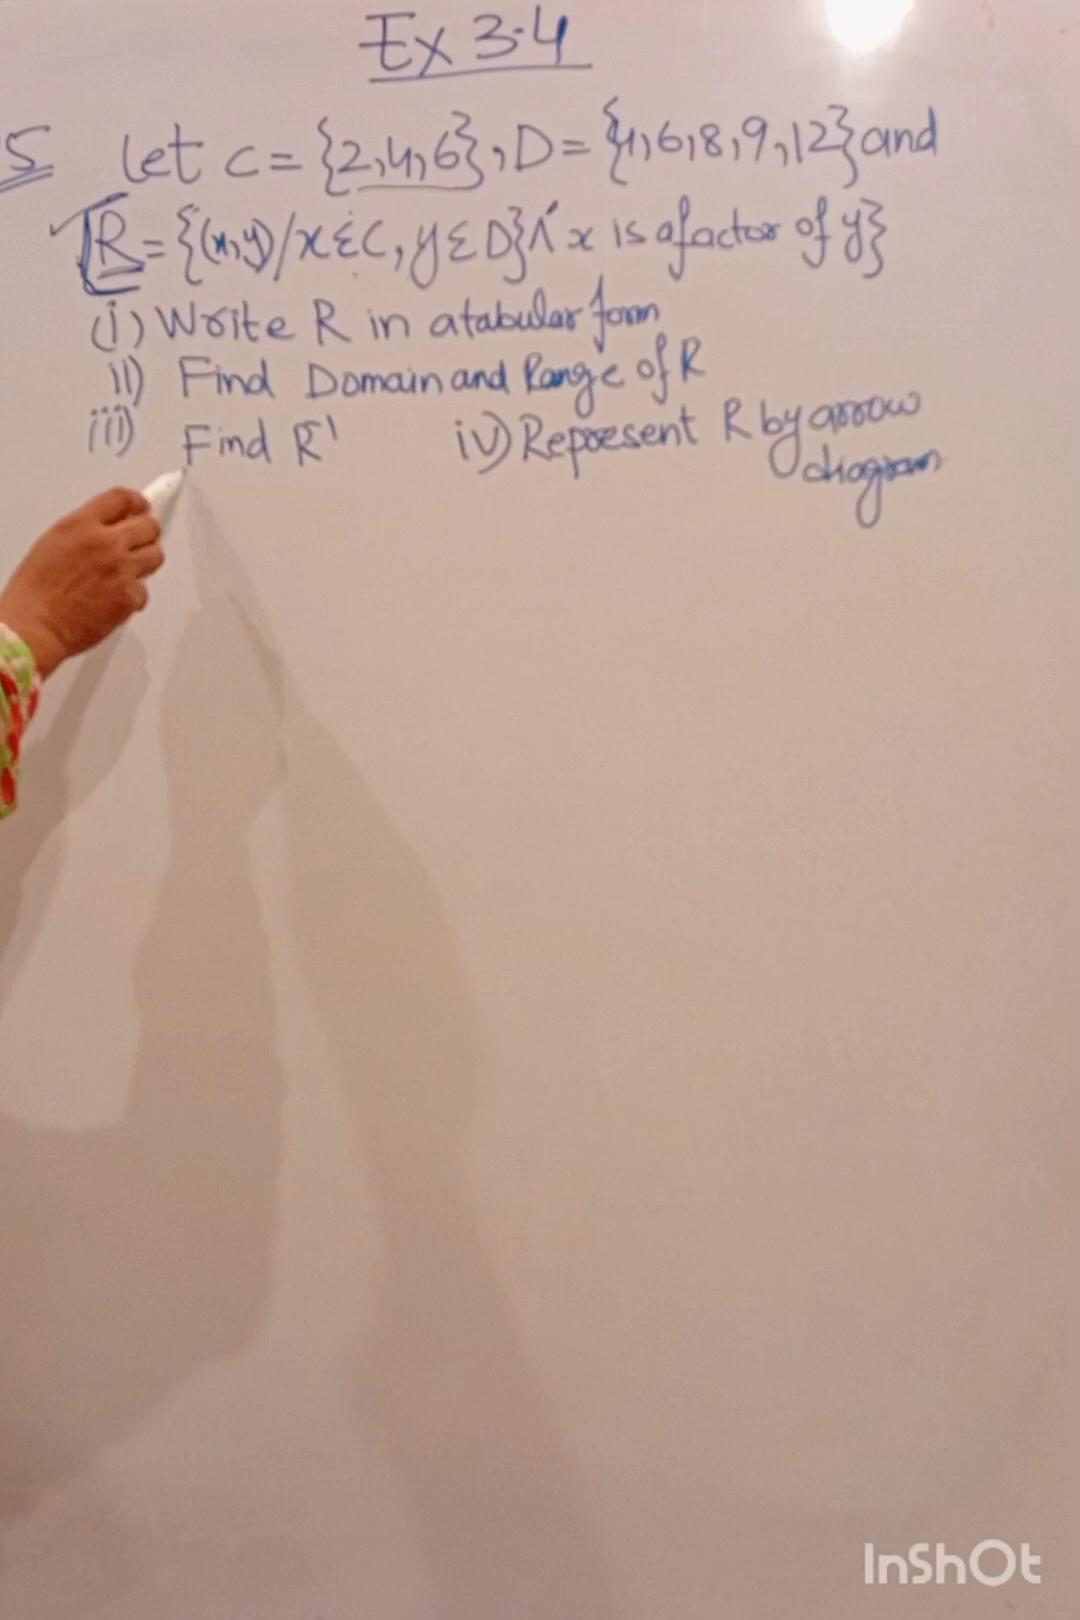 Ex 3.4
5 Let C = {2,4,6}, D = {4,6,8,9,12} and
R = {(x,y)/x ∈ C, y ∈ D} ∧ x is a factor of y}
(i) Write R in a tabular form
ii) Find Domain and Range of R
iii) Find R⁻¹ iv) Represent R by arrow
diagram
InShOt